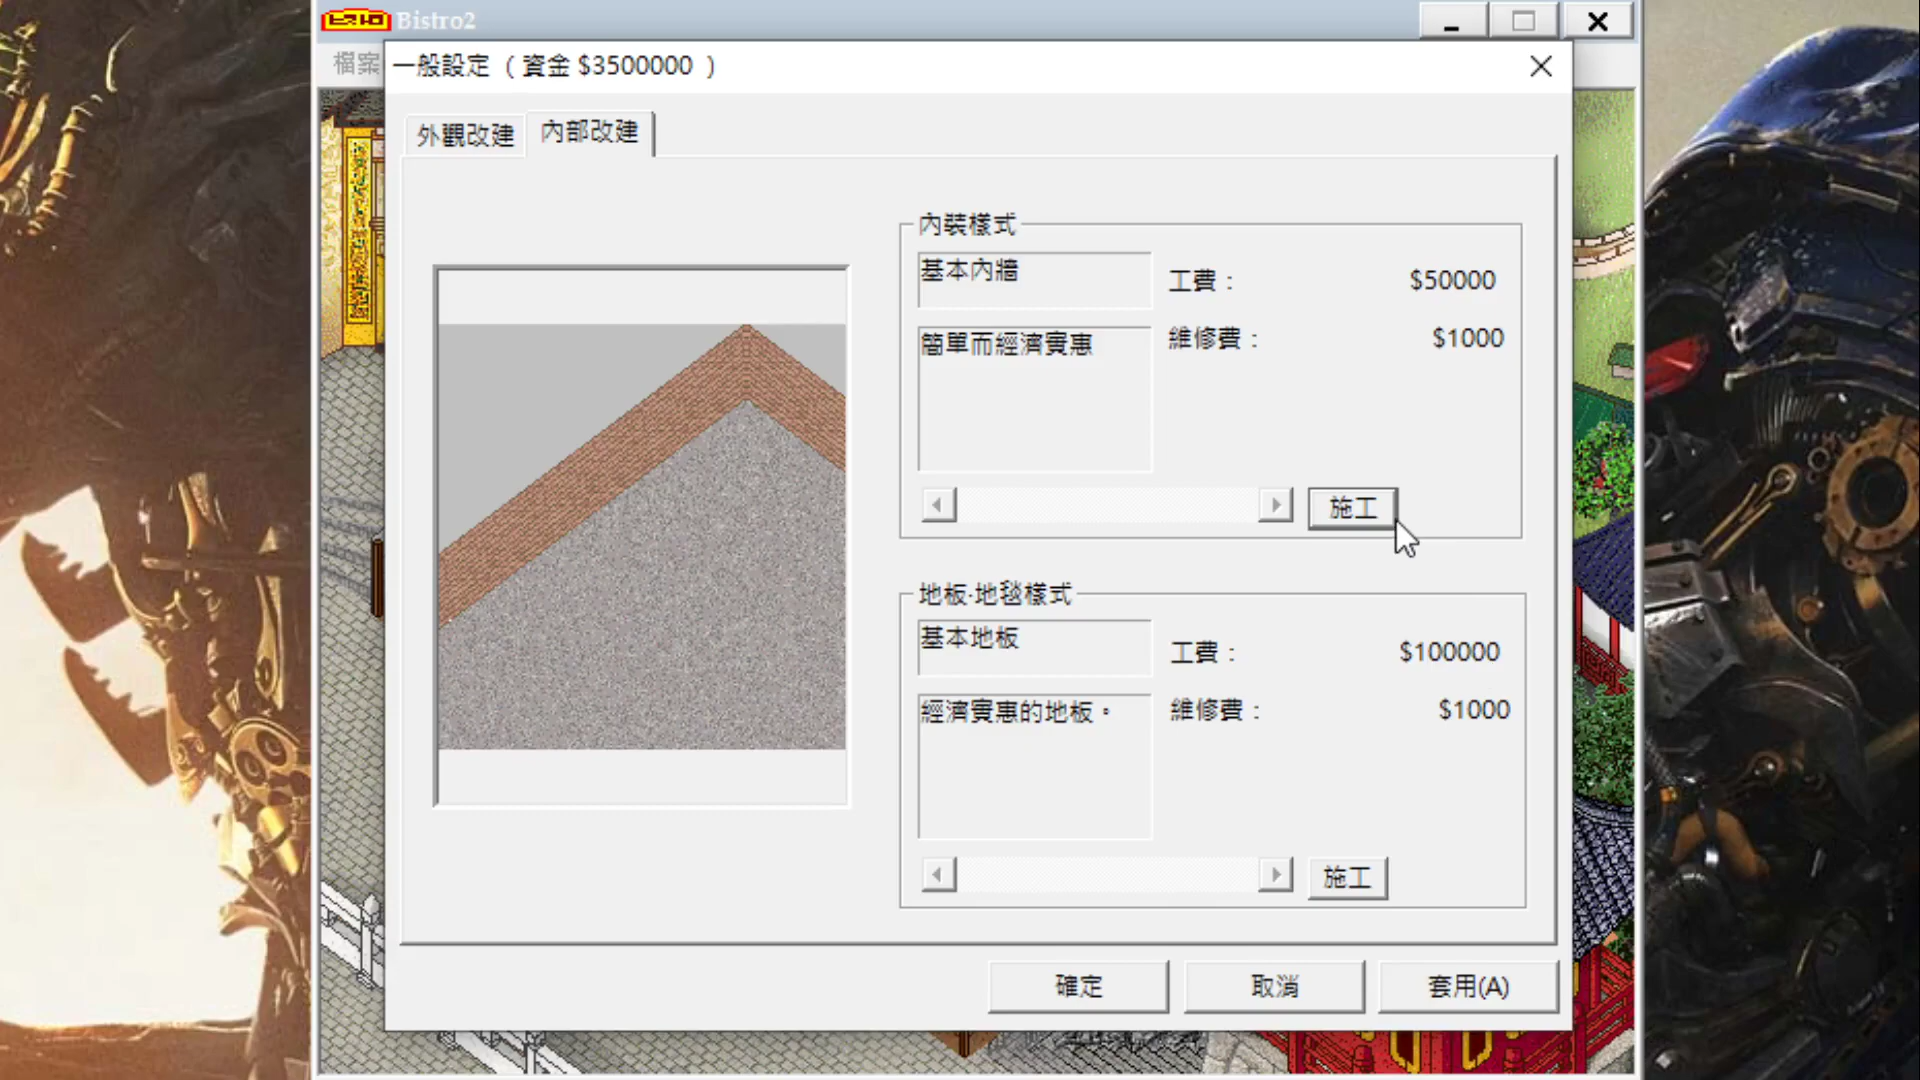 Bistro2
檔案
一般設定 ( 資金 $3500000 )
外觀改建
內部改建
內裝樣式
基本內牆
工費：
$50000
簡單而經濟實惠
維修費：
$1000
施工
地板·地毯樣式
基本地板
工費：
$100000
經濟實惠的地板。
維修費：
$1000
施工
確定
取消
套用(A)